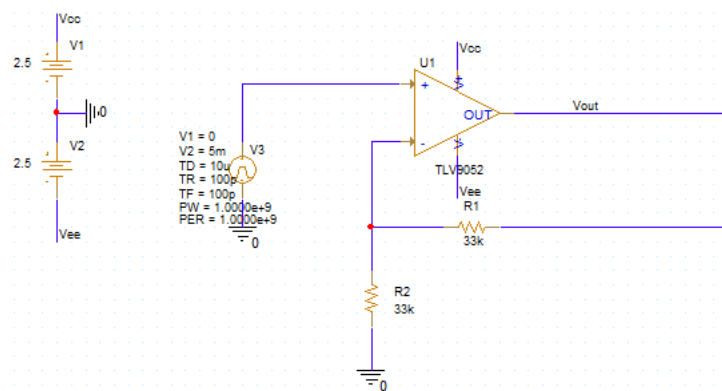 Vcc
V1
2.5
0
V2
2.5
Vee
V1 = 0
V2 = 5m
TD = 10u
TR = 100p
TF = 100p
PW = 1.0000e+9
PER = 1.0000e+9
V3
0
U1
Vcc
+
OUT
-
Vout
TLV9052
Vee
R1
33k
R2
33k
0